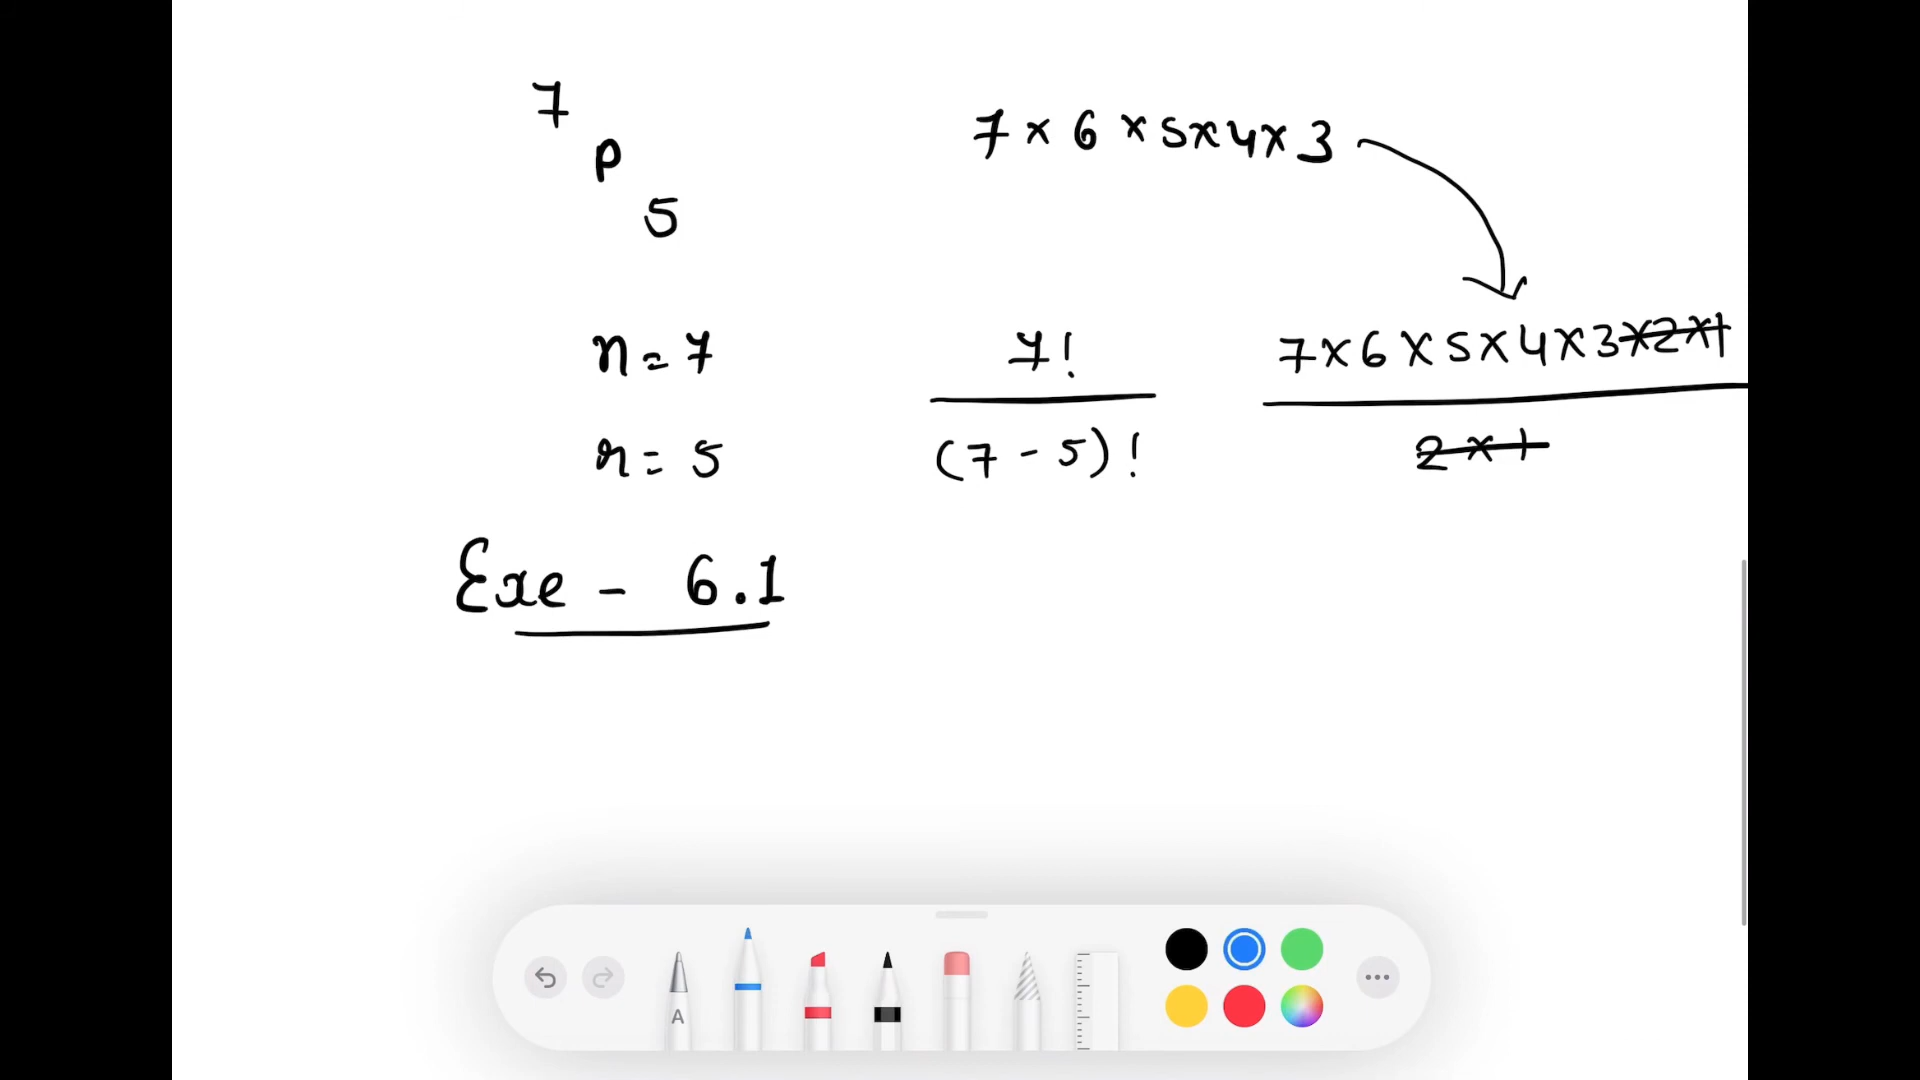 7
P
5
7 × 6 × 5 × 4 × 3
n = 7
7!
7 × 6 × 5 × 4 × 3 × 2 × 1
r = 5
(7 - 5)!
2 × 1
Exe - 6.1
A